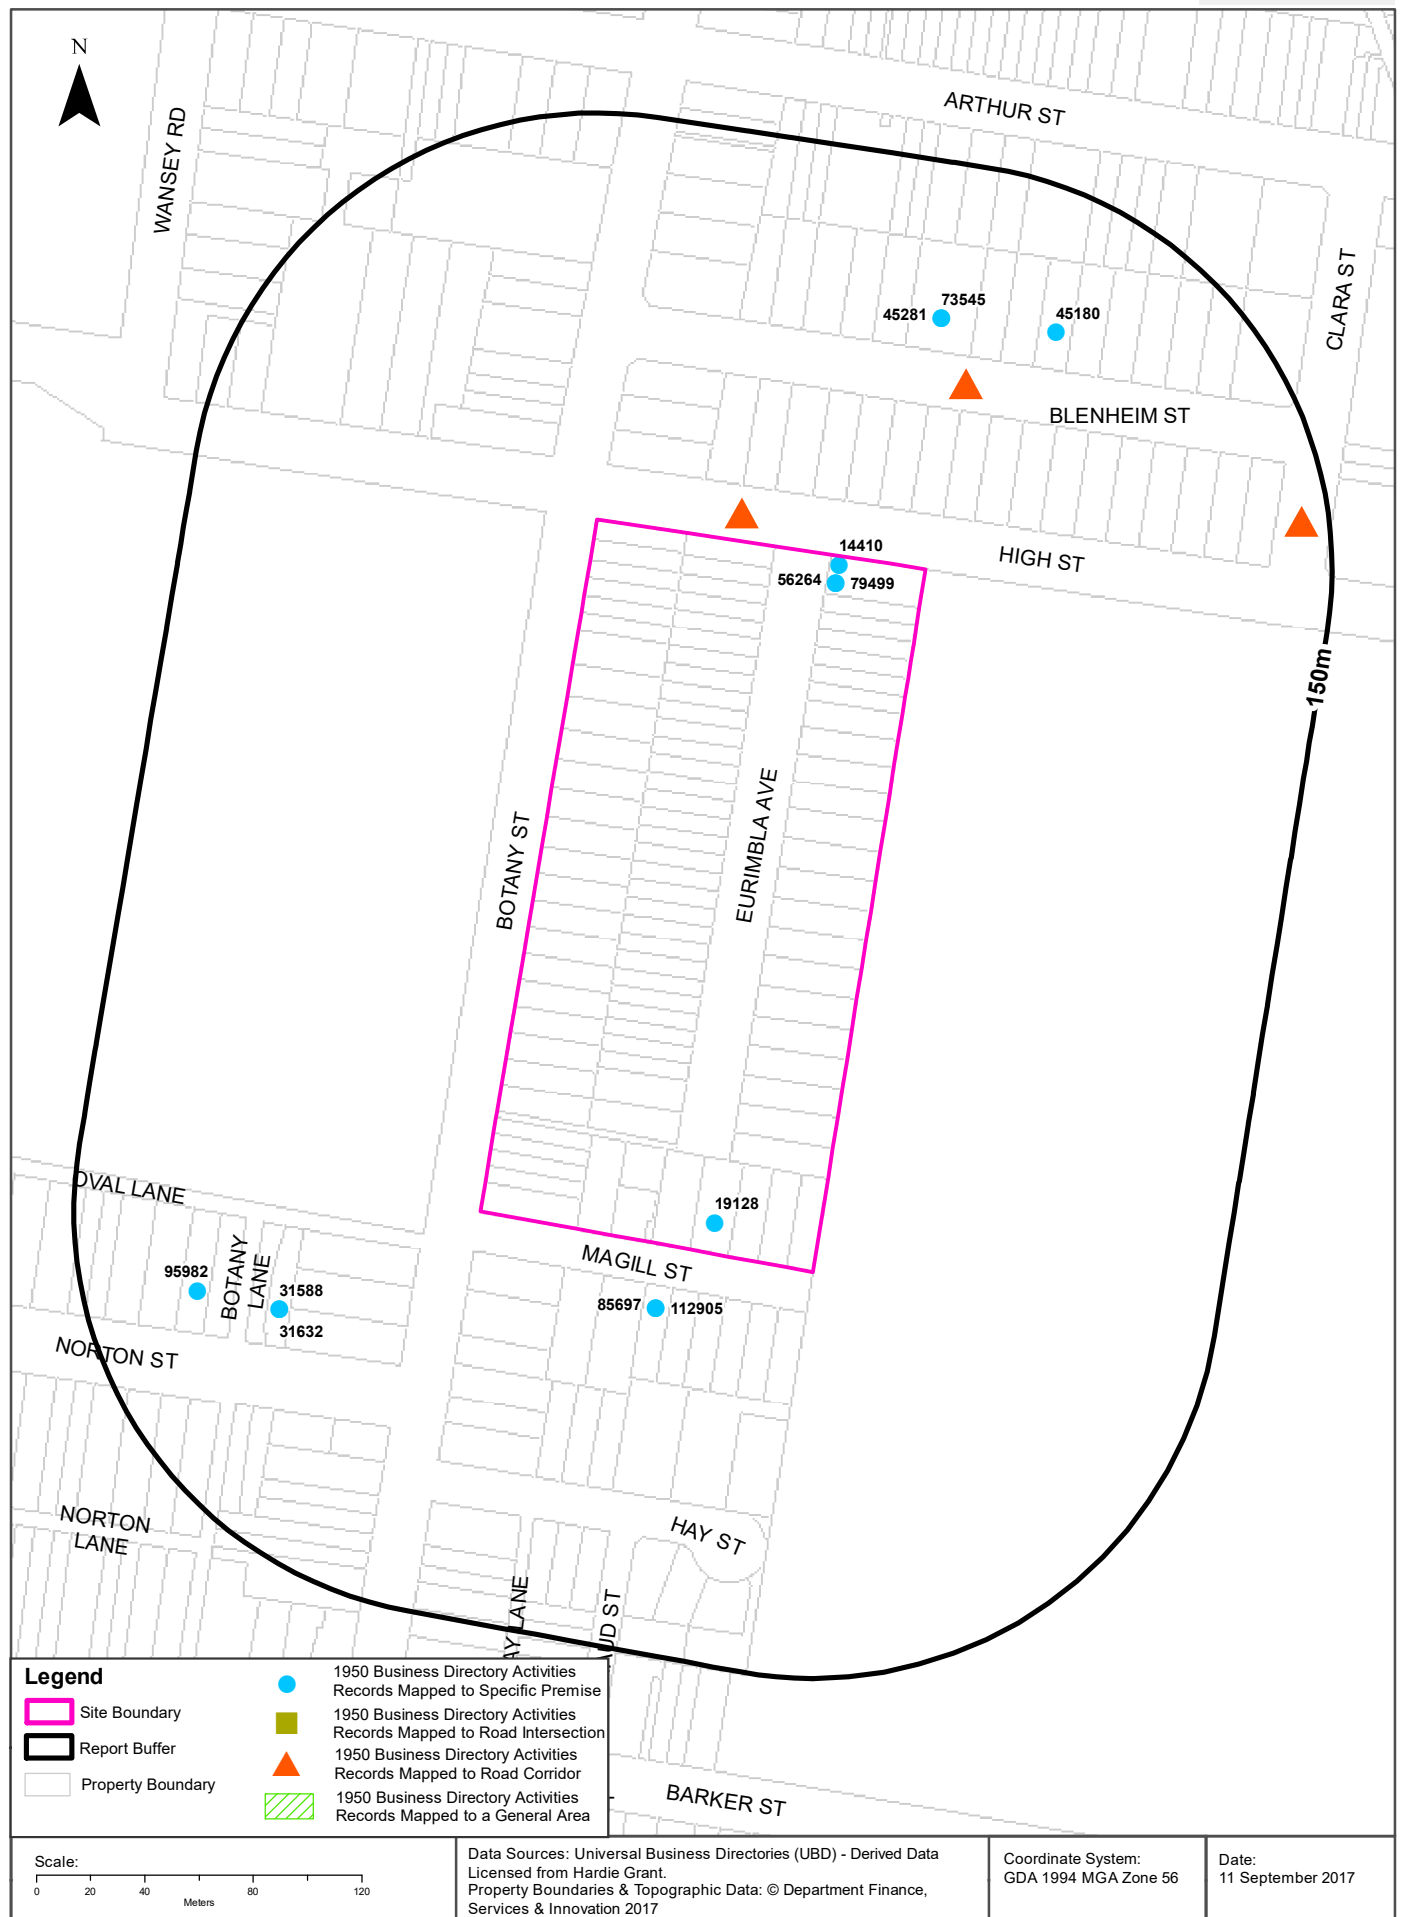 N
WANSEY RD
ARTHUR ST
CLARA ST
73545
45281
45180
BLENHEIM ST
14410
56264
79499
HIGH ST
150m
BOTANY ST
EURIMBLA AVE
OVAL LANE
19128
MAGILL ST
95982
BOTANY
LANE
31588
31632
85697
112905
NORTON ST
NORTON
LANE
HAY ST
AY LANE
UD ST
BARKER ST
Legend
Site Boundary
Report Buffer
Property Boundary
1950 Business Directory Activities
Records Mapped to Specific Premise
1950 Business Directory Activities
Records Mapped to Road Intersection
1950 Business Directory Activities
Records Mapped to Road Corridor
1950 Business Directory Activities
Records Mapped to a General Area
Scale:
0 20 40 80 120
Meters
Data Sources: Universal Business Directories (UBD) - Derived Data
Licensed from Hardie Grant.
Property Boundaries & Topographic Data: © Department Finance,
Services & Innovation 2017
Coordinate System:
GDA 1994 MGA Zone 56
Date:
11 September 2017